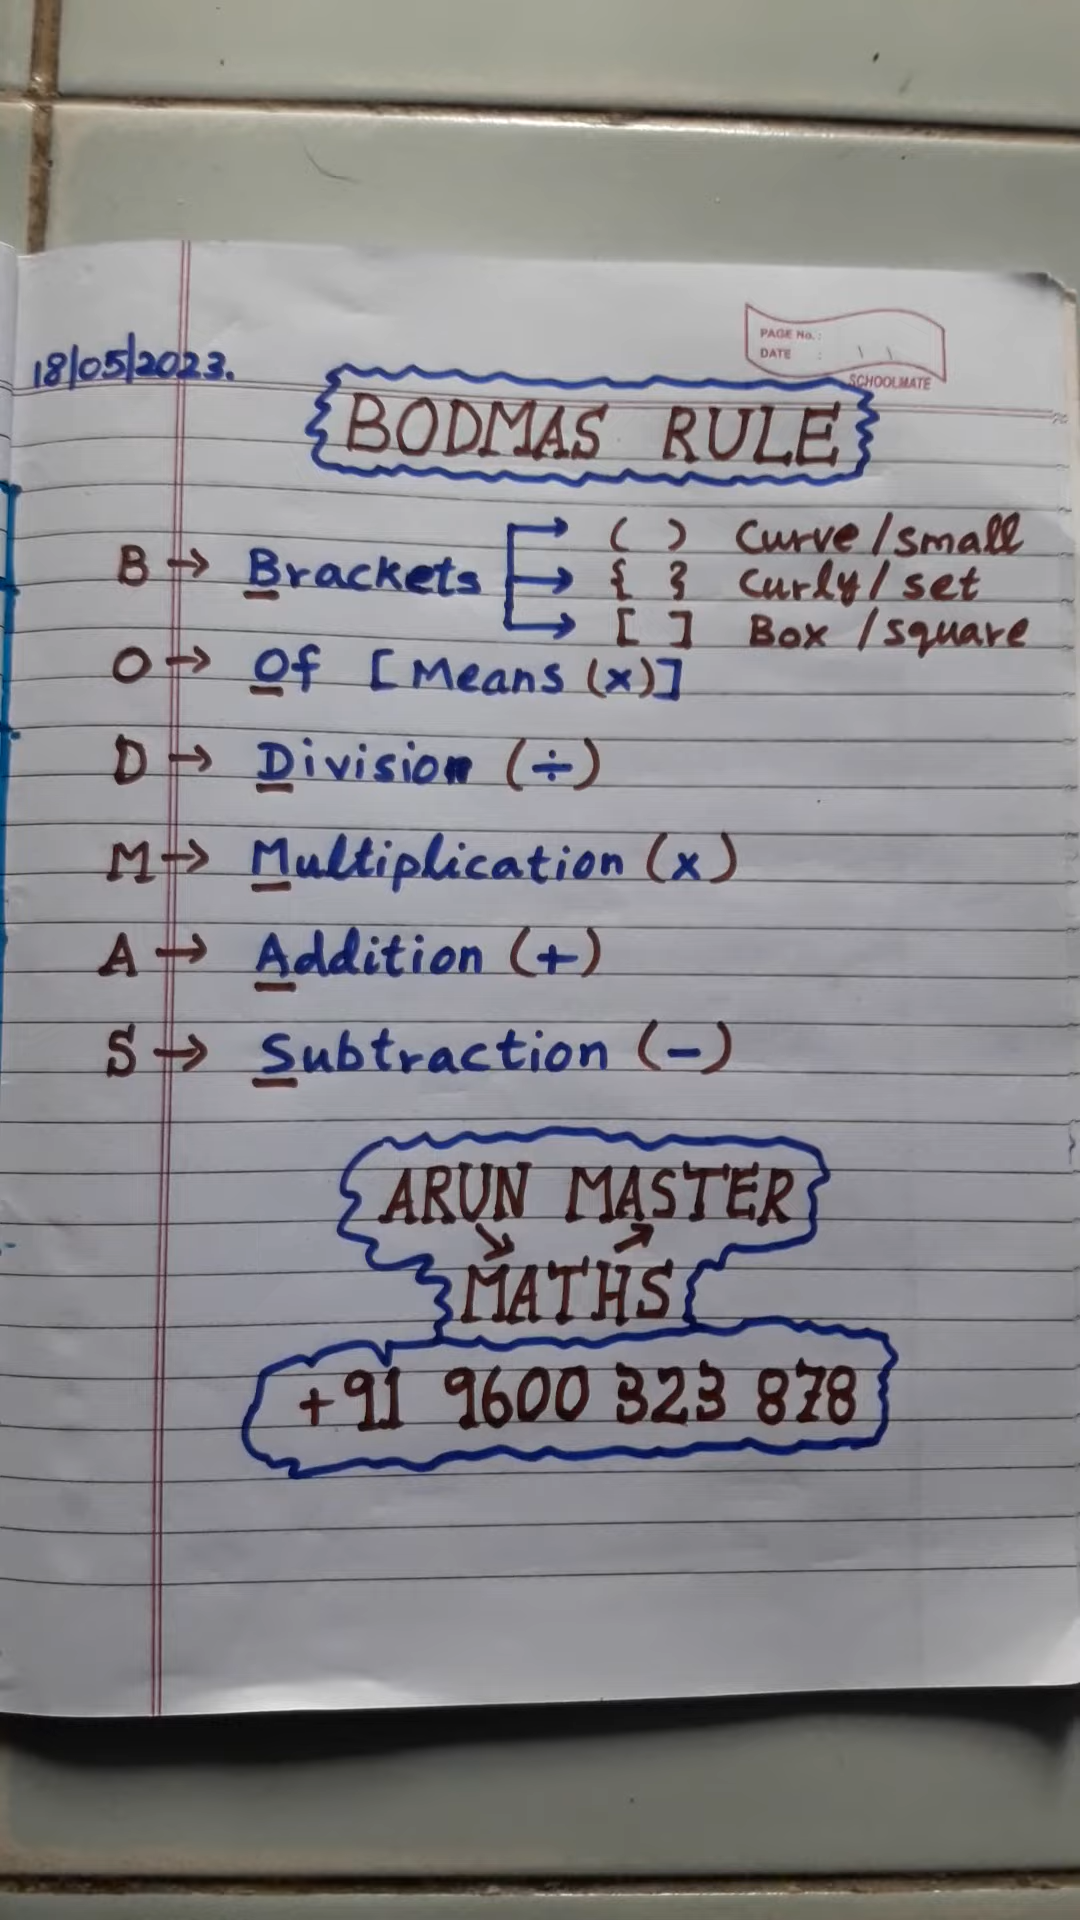 PAGE No. :
DATE :
SCHOOLMATE
18/05/2023.
BODMAS RULE
B → Brackets → ( ) Curve/small
→ { } Curly/set
→ [ ] Box/square
O → Of [Means (x)]
D → Division (÷)
M → Multiplication (x)
A → Addition (+)
S → Subtraction (-)
ARUN MASTER
MATHS
+91 9600 323 878